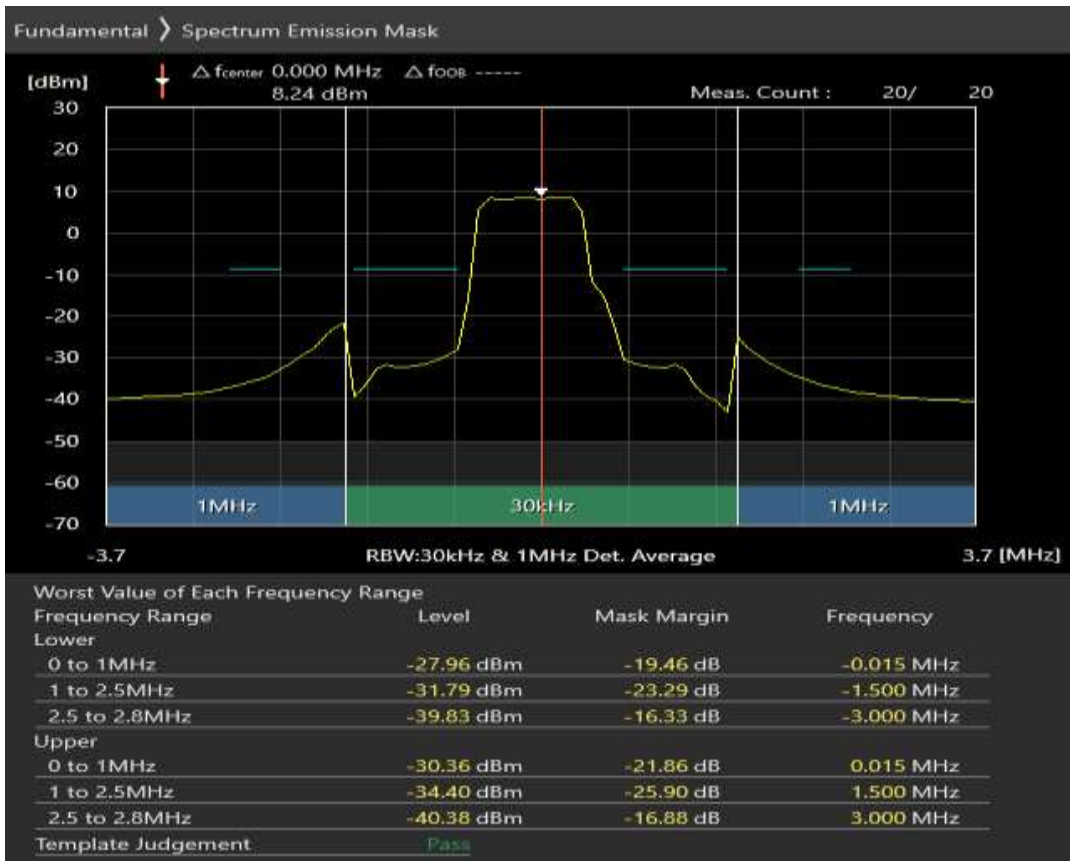 Fundamental 〉 Spectrum Emission Mask
[dBm] △ fcenter 0.000 MHz △ fOOB -----
8.24 dBm Meas. Count : 20/ 20
30
20
10
0
-10
-20
-30
-40
-50
-60
1MHz 30kHz 1MHz
-70
-3.7 RBW:30kHz & 1MHz Det. Average 3.7 [MHz]
Worst Value of Each Frequency Range
Frequency Range Level Mask Margin Frequency
Lower
0 to 1MHz -27.96 dBm -19.46 dB -0.015 MHz
1 to 2.5MHz -31.79 dBm -23.29 dB -1.500 MHz
2.5 to 2.8MHz -39.83 dBm -16.33 dB -3.000 MHz
Upper
0 to 1MHz -30.36 dBm -21.86 dB 0.015 MHz
1 to 2.5MHz -34.40 dBm -25.90 dB 1.500 MHz
2.5 to 2.8MHz -40.38 dBm -16.88 dB 3.000 MHz
Template Judgement Pass